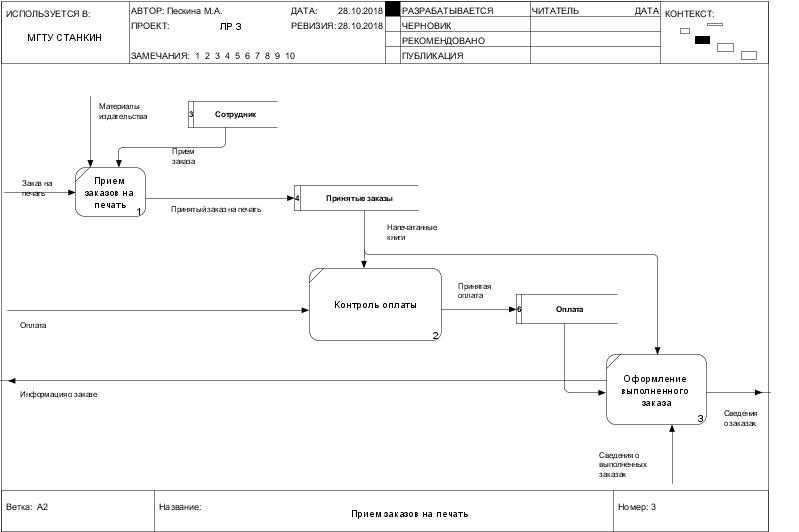 ИСПОЛЬЗУЕТСЯ В:
МГТУ СТАНКИН
АВТОР: Пескина М.А.
ДАТА: 28.10.2018
ПРОЕКТ: ЛР 3
РЕВИЗИЯ: 28.10.2018
ЗАМЕЧАНИЯ: 1 2 3 4 5 6 7 8 9 10
РАЗРАБАТЫВАЕТСЯ
ЧЕРНОВИК
РЕКОМЕНДОВАНО
ПУБЛИКАЦИЯ
ЧИТАТЕЛЬ ДАТА
КОНТЕКСТ:
Материалы
издательства
3 Сотрудник
Прием
заказа
Заказ на
печать
Прием
заказов на
печать
1
Принятый заказ на печать
4 Принятые заказы
Напечатанные
книги
Контроль оплаты
2
Принятая
оплата
6 Оплата
Оплата
Оформление
выполненного
заказа
3
Информация о заказе
Сведения
о заказах
Сведения о
выполненных
заказах
Ветка: А2
Название:
Прием заказов на печать
Номер: 3